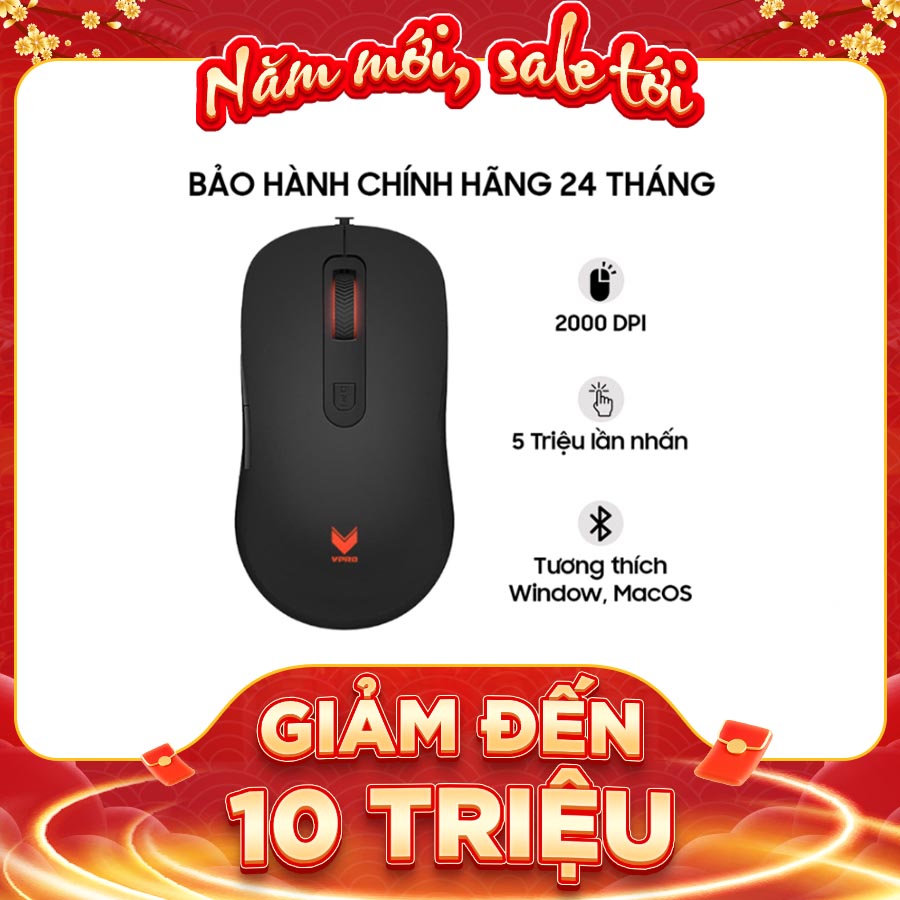 Năm mới, sale tới
BẢO HÀNH CHÍNH HÃNG 24 THÁNG
2000 DPI
5 Triệu lần nhấn
Tương thích
Window, MacOS
DPI
VPRO
GIẢM ĐẾN
10 TRIỆU